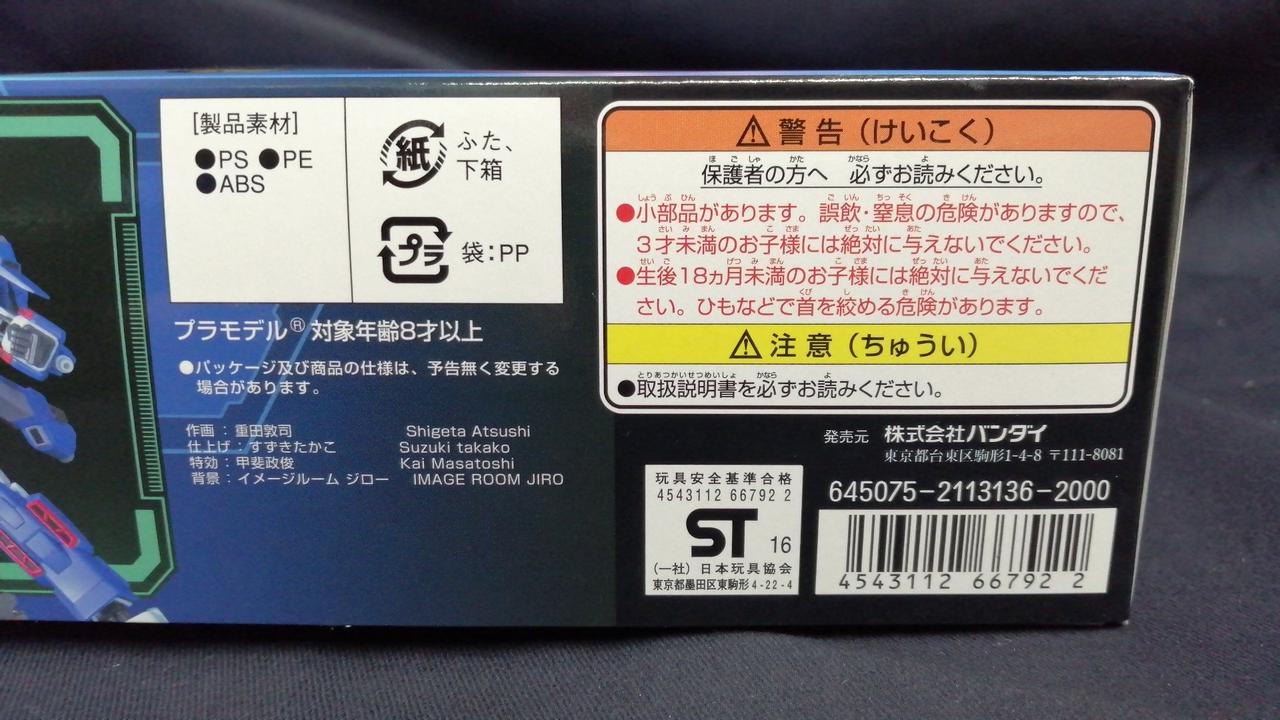 [製品素材]
●PS ●PE
●ABS
紙
ふた、
下箱
プラ
袋:PP
プラモデル® 対象年齢8才以上
●パッケージ及び商品の仕様は、予告無く変更する
場合があります。
作画:重田敦司 Shigeta Atsushi
仕上げ:すずきたかこ Suzuki takako
特効:甲斐政俊 Kai Masatoshi
背景:イメージルーム ジロー IMAGE ROOM JIRO
⚠警告(けいこく)
保護者の方へ 必ずお読みください。
●小部品があります。誤飲・窒息の危険がありますので、
3才未満のお子様には絶対に与えないでください。
●生後18ヵ月未満のお子様には絶対に与えないでくだ
さい。ひもなどで首を絞める危険があります。
⚠注意(ちゅうい)
●取扱説明書を必ずお読みください。
発売元 株式会社バンダイ
東京都台東区駒形1-4-8 〒111-8081
玩具安全基準合格
4543112 66792 2
ST 16
(一社)日本玩具協会
東京都墨田区東駒形4-22-4
645075-2113136-2000
4543112 66792 2